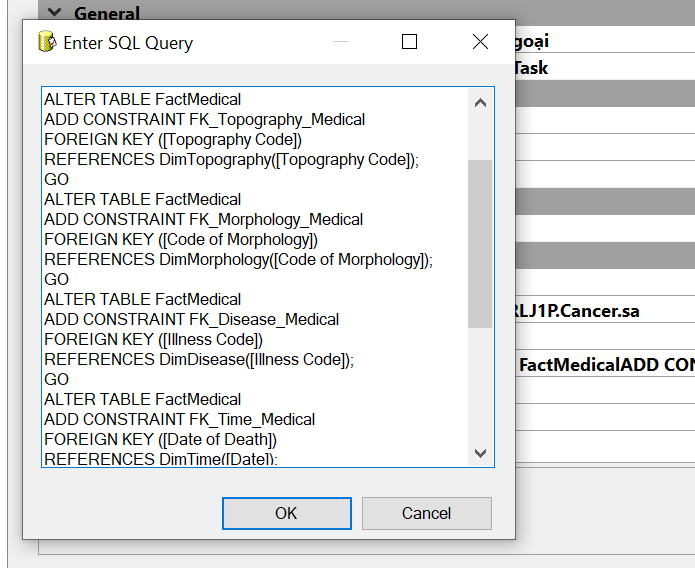 General
Enter SQL Query
goại
Task
ALTER TABLE FactMedical
ADD CONSTRAINT FK_Topography_Medical
FOREIGN KEY ([Topography Code])
REFERENCES DimTopography([Topography Code]);
GO
ALTER TABLE FactMedical
ADD CONSTRAINT FK_Morphology_Medical
FOREIGN KEY ([Code of Morphology])
REFERENCES DimMorphology([Code of Morphology]);
GO
ALTER TABLE FactMedical
ADD CONSTRAINT FK_Disease_Medical
FOREIGN KEY ([Illness Code])
REFERENCES DimDisease([Illness Code]);
GO
ALTER TABLE FactMedical
ADD CONSTRAINT FK_Time_Medical
FOREIGN KEY ([Date of Death])
REFERENCES DimTime([Date]);
RLJ1P.Cancer.sa
FactMedicalADD CON
OK
Cancel